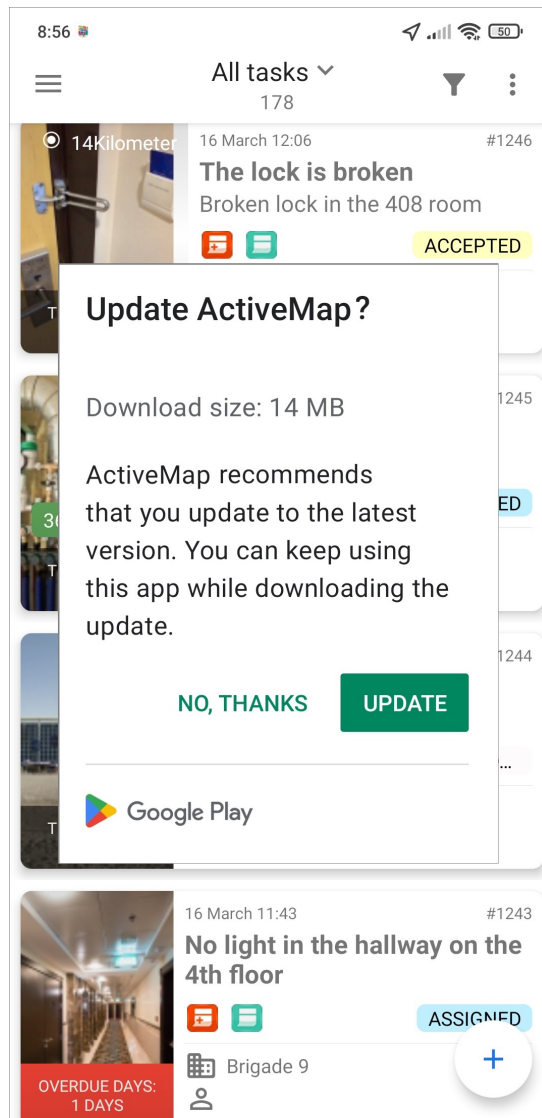 8:56
50
All tasks
178
14Kilometer
16 March 12:06
#1246
The lock is broken
Broken lock in the 408 room
ACCEPTED
T
Update ActiveMap?
Download size: 14 MB
1245
ED
ActiveMap recommends
that you update to the latest
version. You can keep using
this app while downloading the
update.
T
1244
NO, THANKS
UPDATE
...
Google Play
T
16 March 11:43
#1243
No light in the hallway on the
4th floor
ASSIGNED
Brigade 9
+
OVERDUE DAYS:
1 DAYS